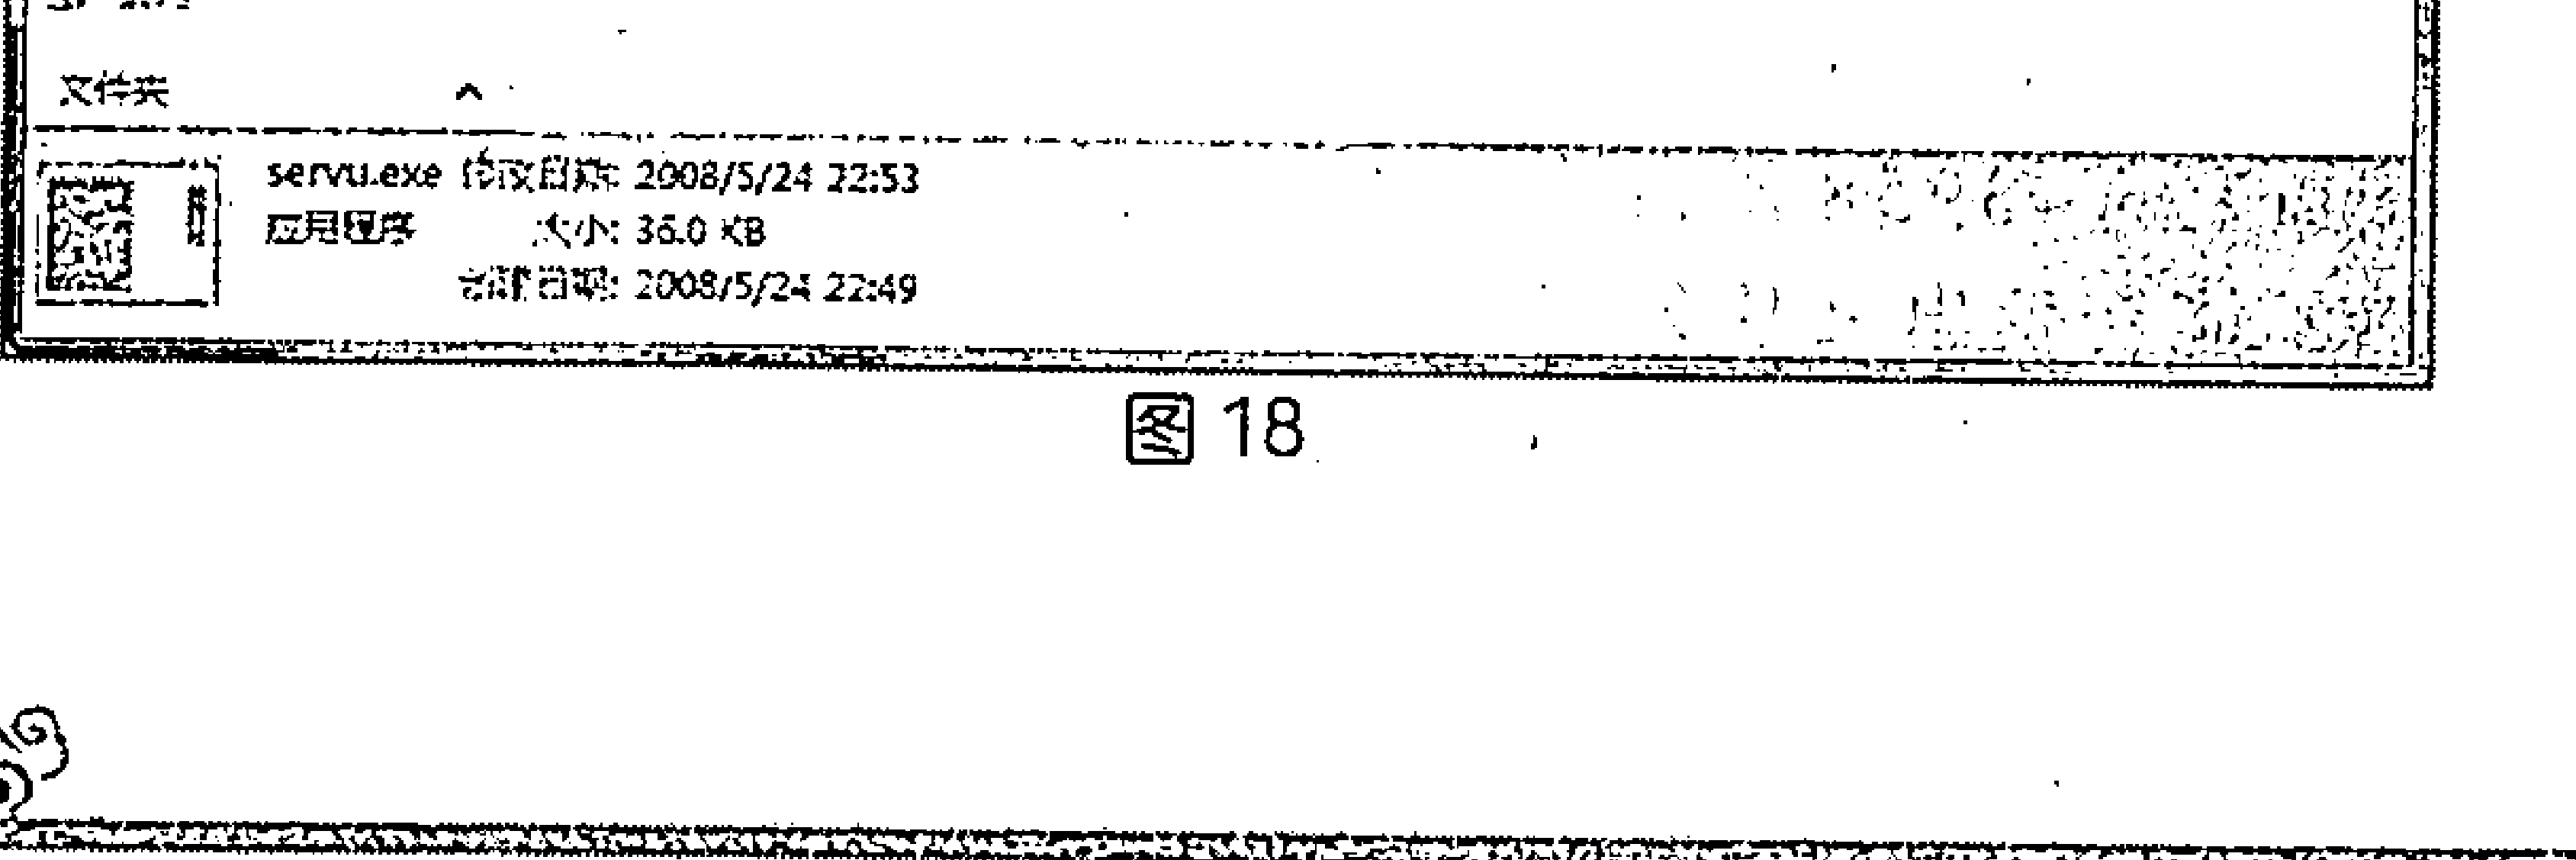 文件夹
servu.exe 修改日期: 2008/5/24 22:53
应用程序 大小: 36.0 KB
创建日期: 2008/5/24 22:49
图 18